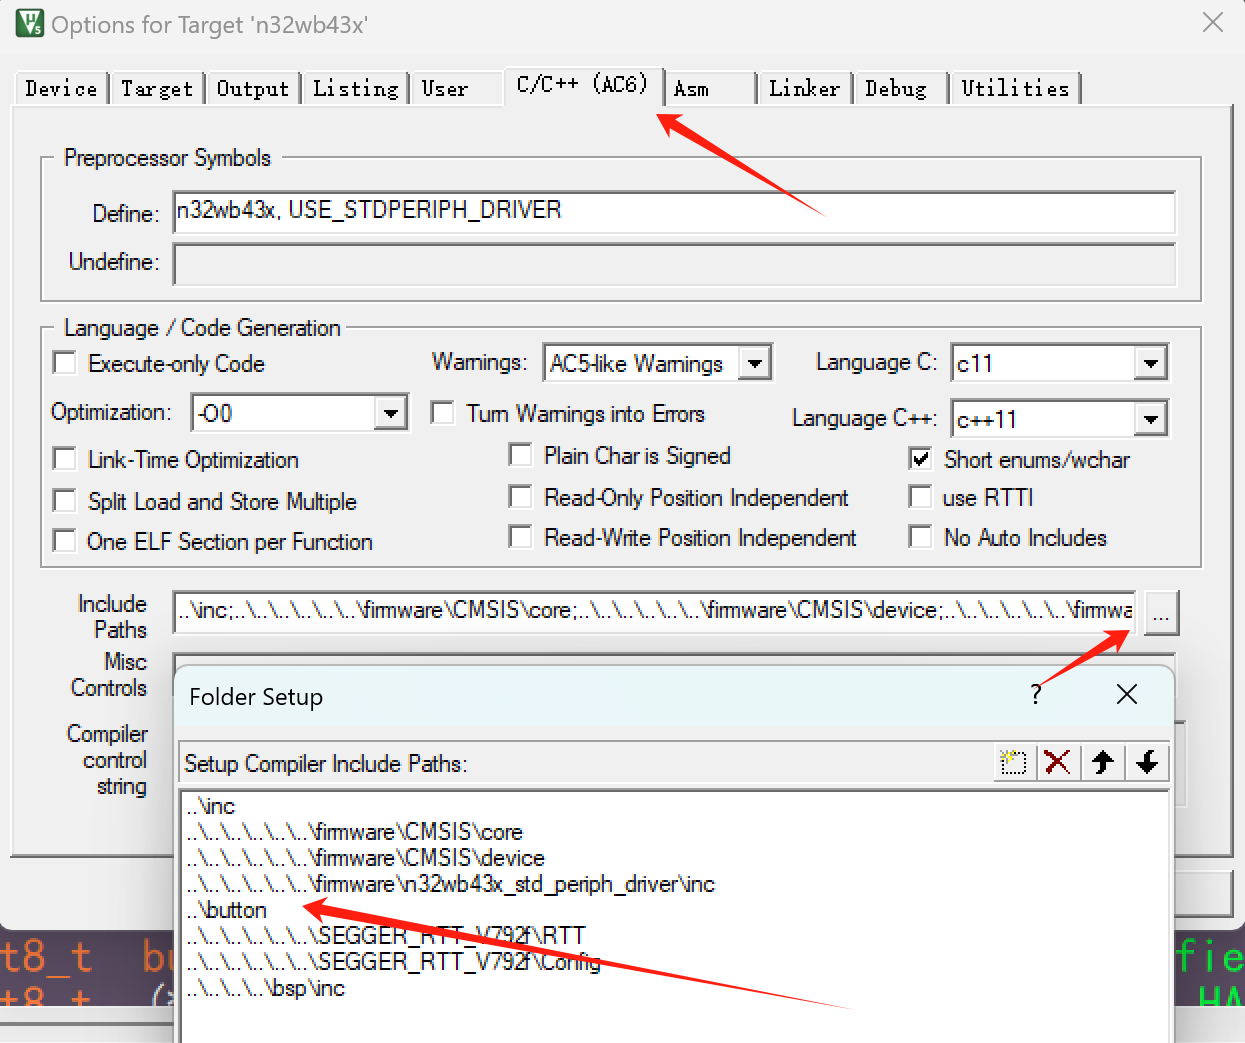 Options for Target 'n32wb43x'
Device Target Output Listing User C/C++ (AC6) Asm Linker Debug Utilities
Preprocessor Symbols
Define: n32wb43x, USE_STDPERIPH_DRIVER
Undefine:
Language / Code Generation
Execute-only Code Warnings: AC5-like Warnings Language C: c11
Optimization: -O0 Turn Warnings into Errors Language C++: c++11
Link-Time Optimization Plain Char is Signed Short enums/wchar
Split Load and Store Multiple Read-Only Position Independent use RTTI
One ELF Section per Function Read-Write Position Independent No Auto Includes
Include Paths ..\inc;..\..\..\..\..\..\firmware\CMSIS\core;..\..\..\..\..\..\firmware\CMSIS\device;..\..\..\..\..\..\firmwa ...
Misc Controls
Compiler control string
Folder Setup ?
Setup Compiler Include Paths:
..\inc
..\..\..\..\..\..\firmware\CMSIS\core
..\..\..\..\..\..\firmware\CMSIS\device
..\..\..\..\..\..\firmware\n32wb43x_std_periph_driver\inc
..\button
..\..\..\..\..\..\SEGGER_RTT_V792f\RTT
..\..\..\..\..\..\SEGGER_RTT_V792f\Config
..\..\..\..\bsp\inc
t8_t bu fie
t8_t (* HA